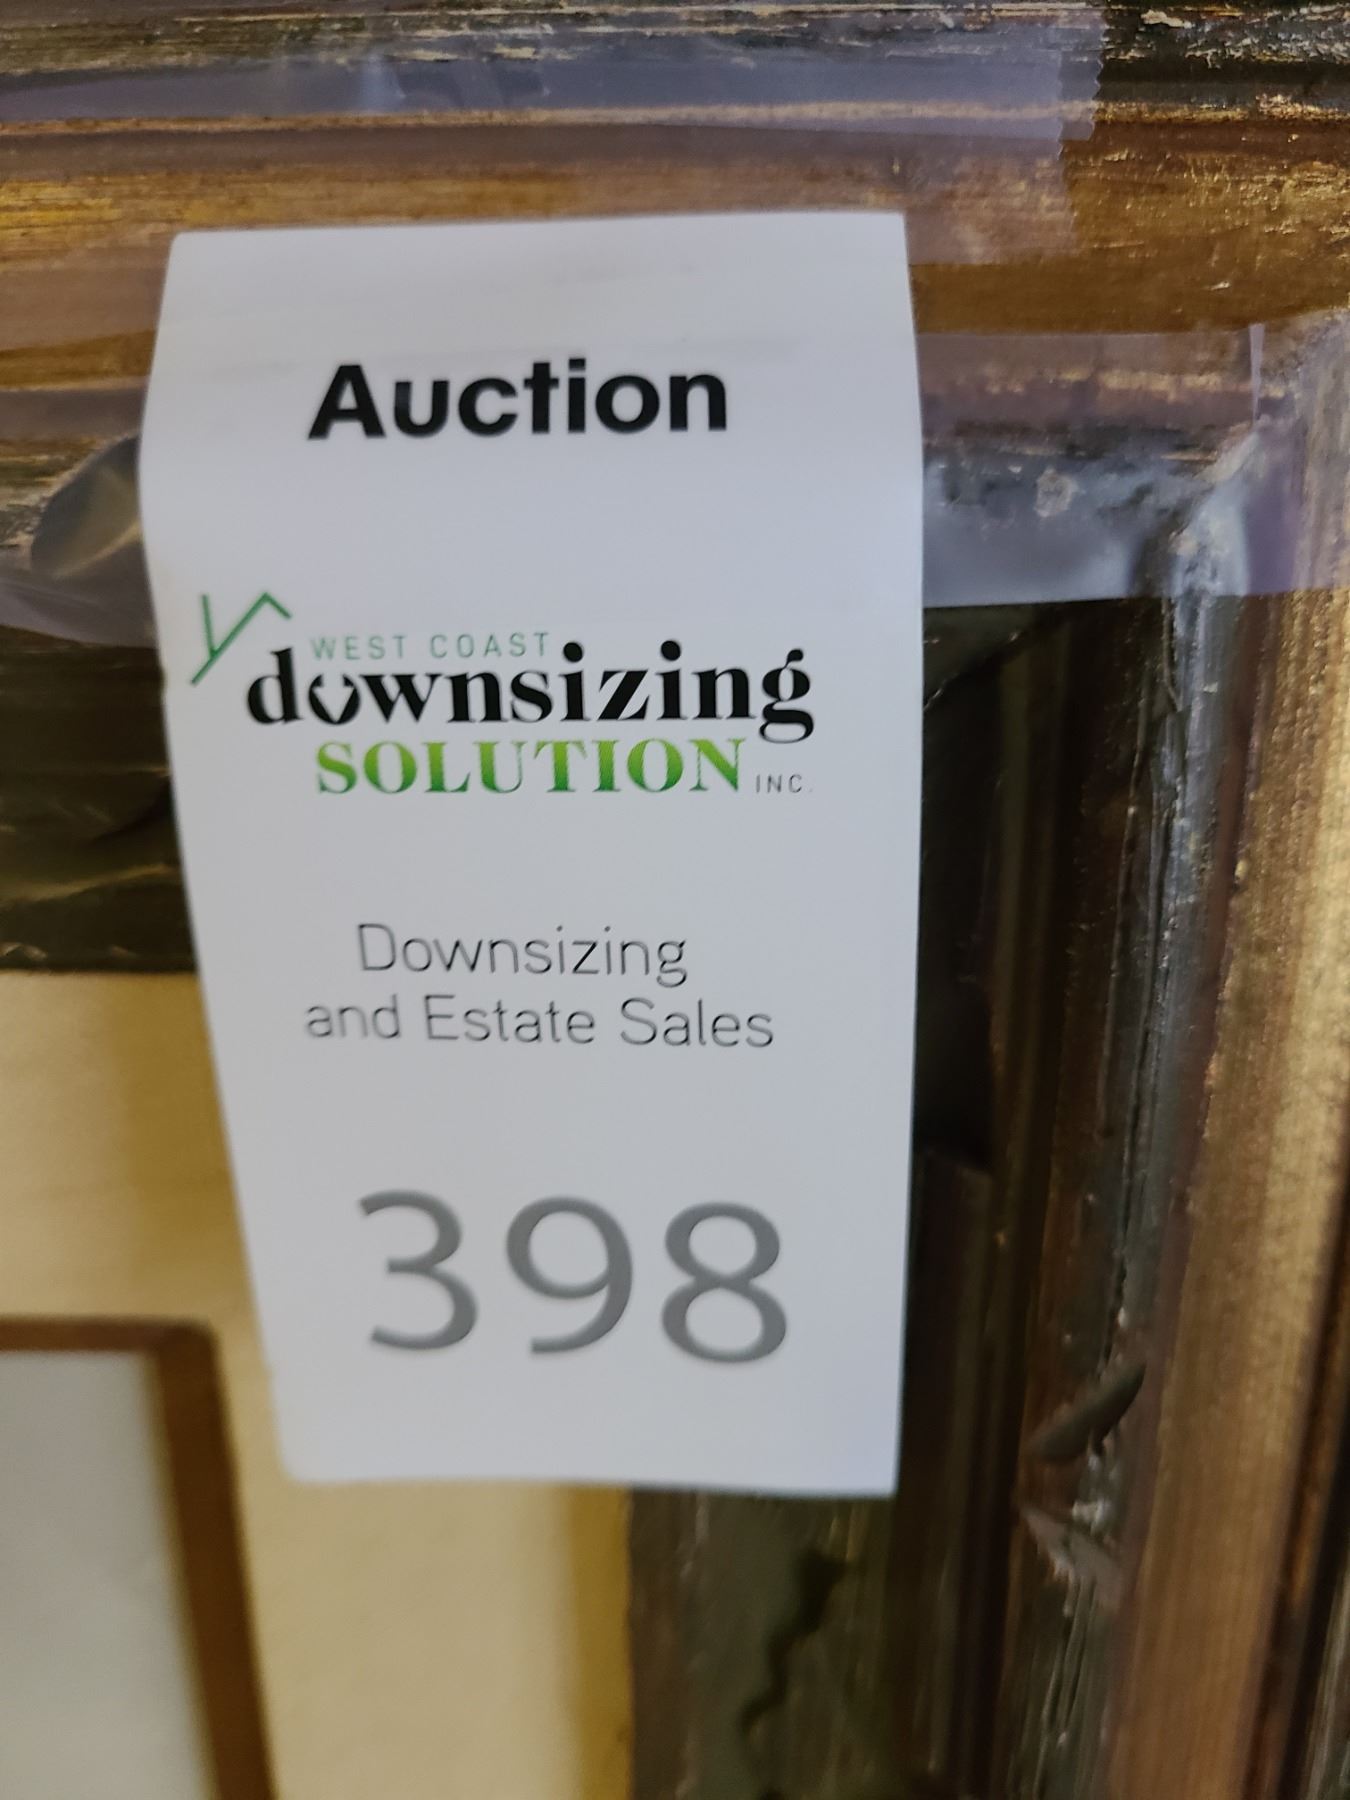 Auction
WEST COAST
downsizing
SOLUTION INC.
Downsizing
and Estate Sales
398